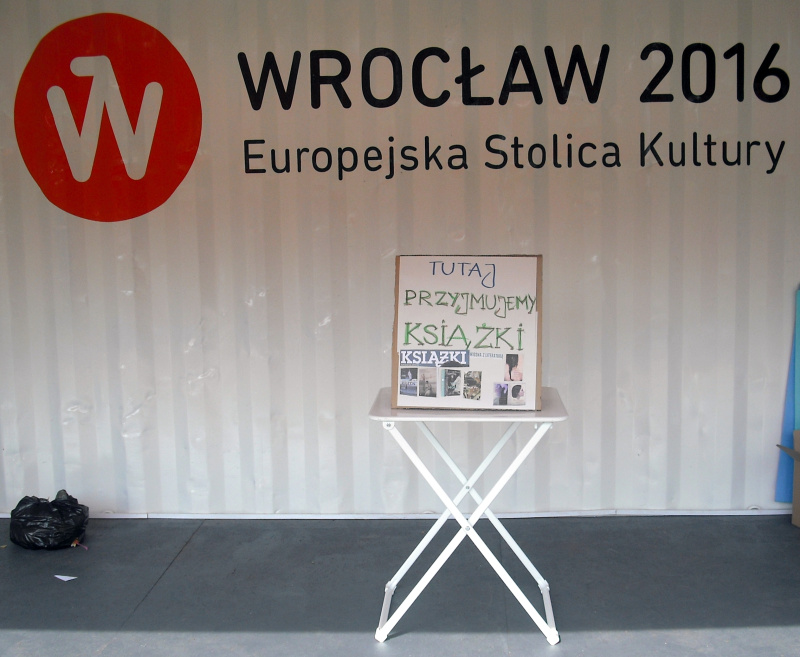 W
WROCŁAW 2016
Europejska Stolica Kultury
TUTAJ
PRZYJMUJEMY
KSIĄŻKI
KSIĄŻKI